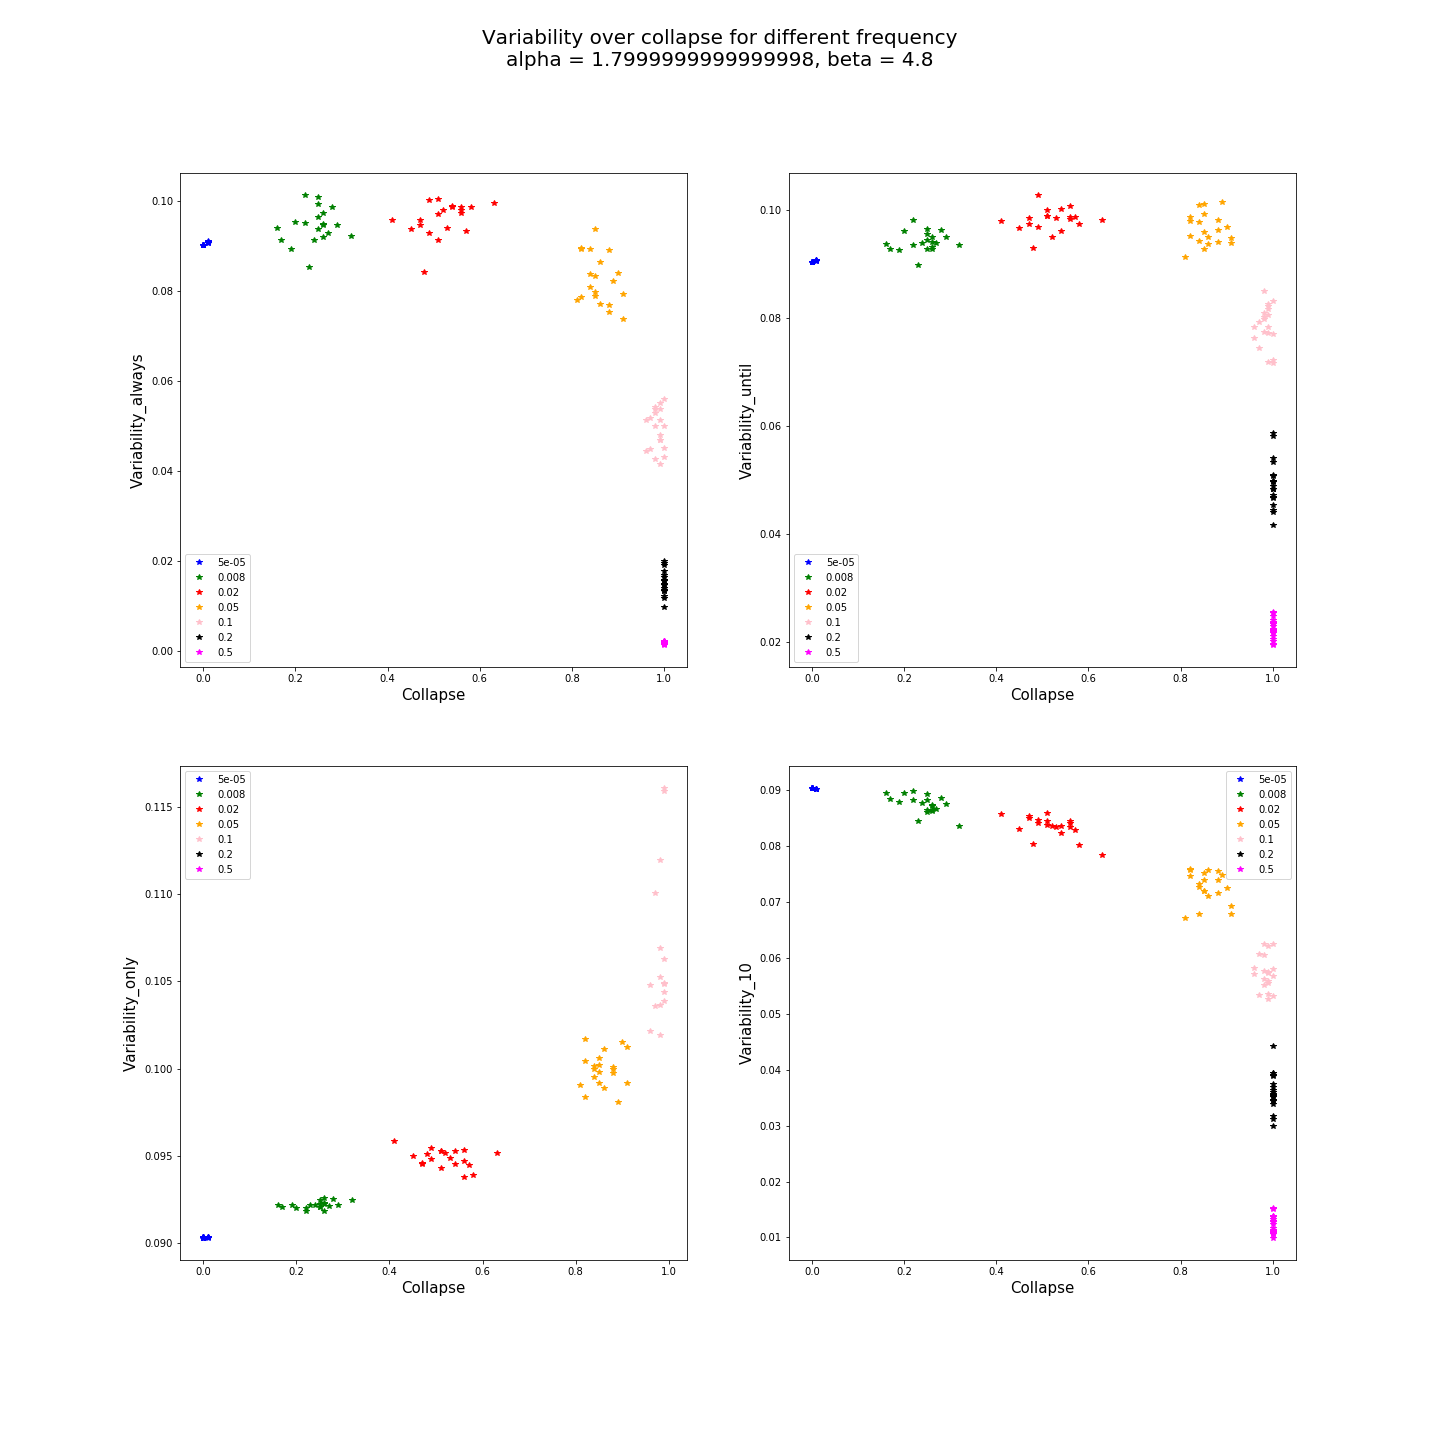 Variability over collapse for different frequency
alpha = 1.7999999999999998, beta = 4.8
Variability_always
0.10
0.08
0.06
0.04
0.02
0.00
5e-05
0.008
0.02
0.05
0.1
0.2
0.5
0.0 0.2 0.4 0.6 0.8 1.0
Collapse
Variability_until
0.10
0.08
0.06
0.04
0.02
5e-05
0.008
0.02
0.05
0.1
0.2
0.5
0.0 0.2 0.4 0.6 0.8 1.0
Collapse
Variability_only
0.115
0.110
0.105
0.100
0.095
0.090
5e-05
0.008
0.02
0.05
0.1
0.2
0.5
0.0 0.2 0.4 0.6 0.8 1.0
Collapse
Variability_10
0.09
0.08
0.07
0.06
0.05
0.04
0.03
0.02
0.01
5e-05
0.008
0.02
0.05
0.1
0.2
0.5
0.0 0.2 0.4 0.6 0.8 1.0
Collapse